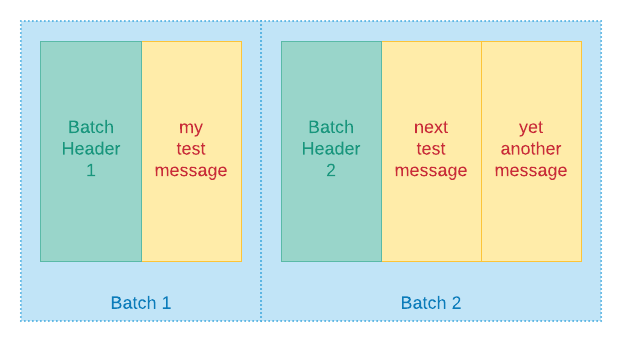 Batch
Header
1
my
test
message
Batch
Header
2
next
test
message
yet
another
message
Batch 1
Batch 2